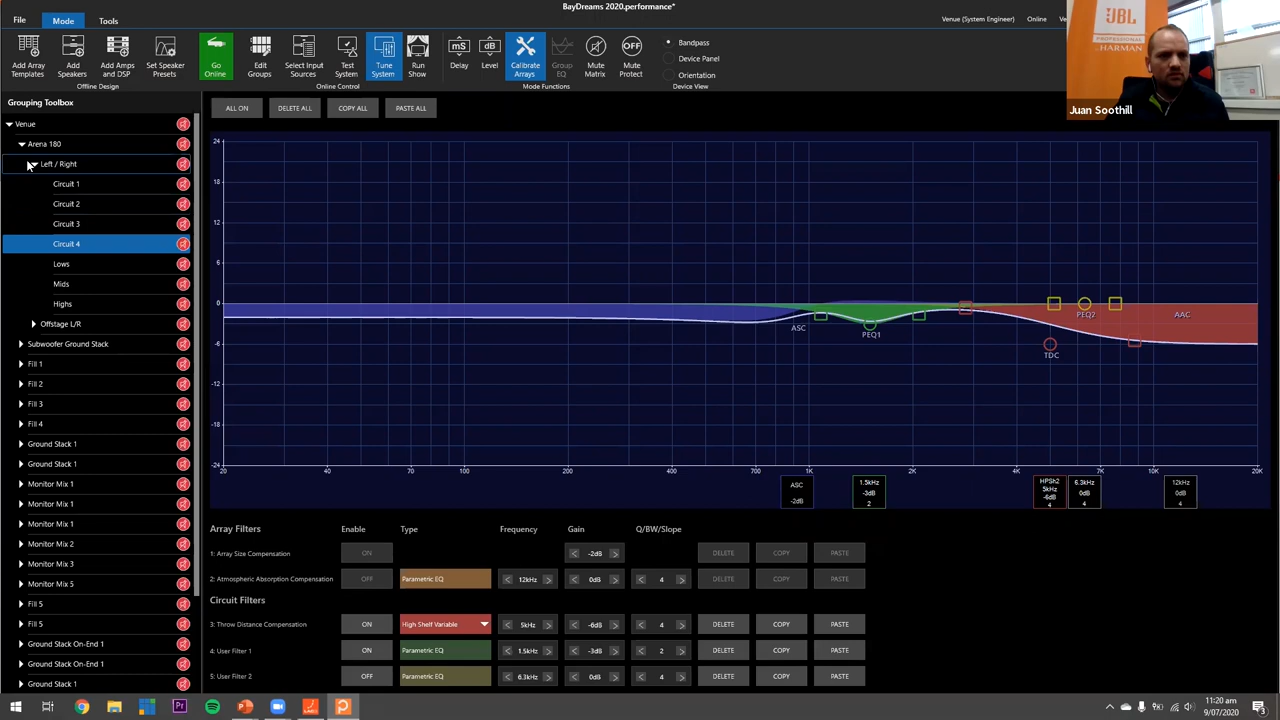 BayDreams 2020.performance*
File
Mode
Tools
Venue (System Engineer)
Online
Add Array Templates
Add Speakers
Add Amps and DSP
Set Speaker Presets
Offline Design
Go Online
Edit Groups
Select Input Sources
Test System
Tune System
Run Show
Online Control
mS
Delay
dB
Level
Calibrate Arrays
Group EQ
Mute Matrix
OFF
Mute Protect
Mode Functions
Bandpass
Device Panel
Orientation
Device View
JBL
PROFESSIONAL
HARMAN
Juan Soothill
Grouping Toolbox
Venue
Arena 180
Left / Right
Circuit 1
Circuit 2
Circuit 3
Circuit 4
Lows
Mids
Highs
Offstage L/R
Subwoofer Ground Stack
Fill 1
Fill 2
Fill 3
Fill 4
Ground Stack 1
Ground Stack 1
Monitor Mix 1
Monitor Mix 1
Monitor Mix 1
Monitor Mix 2
Monitor Mix 3
Monitor Mix 5
Fill 5
Fill 5
Ground Stack On-End 1
Ground Stack On-End 1
Ground Stack 1
ALL ON
DELETE ALL
COPY ALL
PASTE ALL
24
18
12
6
0
-6
-12
-18
-24
ASC
PEQ1
TDC
PEQ2
AAC
20 40 70 100 200 400 700 1K 2K 4K 7K 10K 20K
ASC
-2dB
1.5kHz
-3dB
2
HPSh2
5kHz
-6dB
4
6.3kHz
0dB
4
12kHz
0dB
4
Array Filters Enable Type Frequency Gain Q/BW/Slope
1: Array Size Compensation ON -2dB DELETE COPY PASTE
2: Atmospheric Absorption Compensation OFF Parametric EQ 12kHz 0dB 4 DELETE COPY PASTE
Circuit Filters
3: Throw Distance Compensation ON High Shelf Variable 5kHz -6dB 4 DELETE COPY PASTE
4: User Filter 1 ON Parametric EQ 1.5kHz -3dB 2 DELETE COPY PASTE
5: User Filter 2 OFF Parametric EQ 6.3kHz 0dB 4 DELETE COPY PASTE
11:20 am
9/07/2020